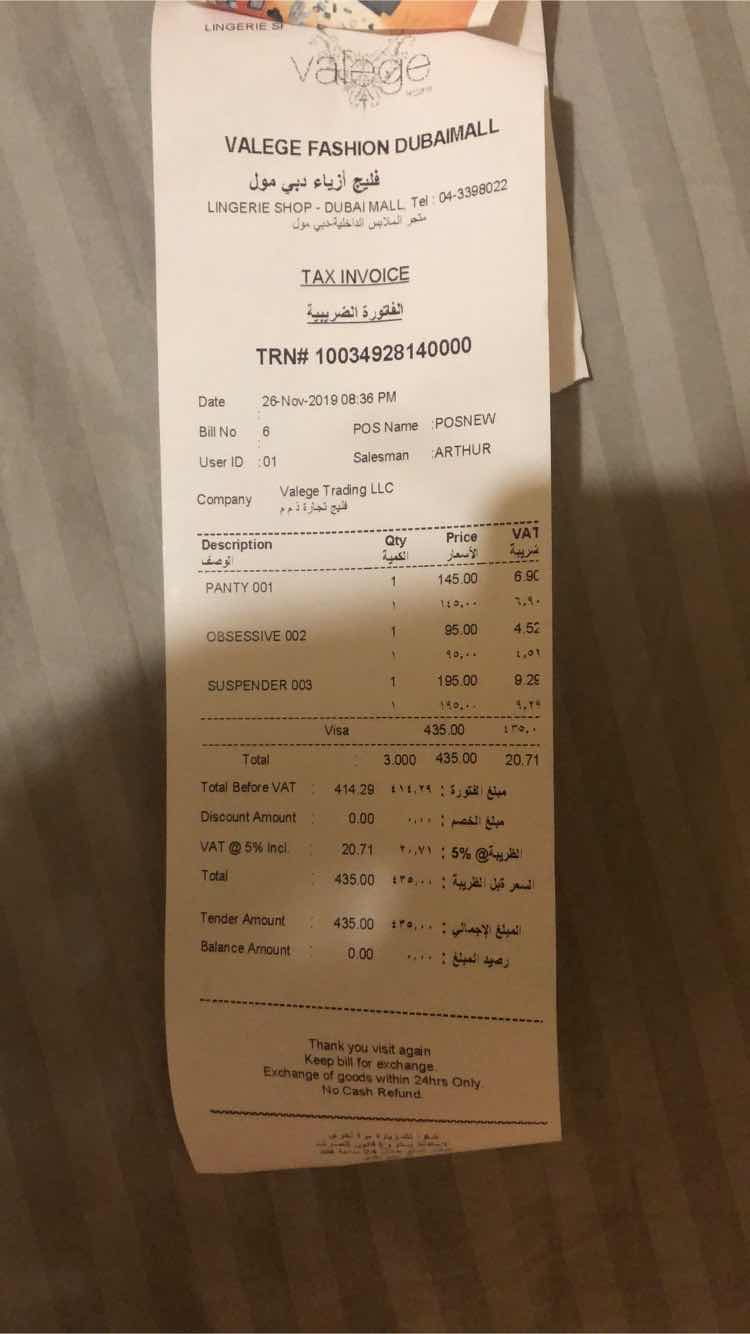 LINGERIE S
valege
VALEGE FASHION DUBAIMALL
فليج أزياء دبي مول
LINGERIE SHOP - DUBAI MALL, Tel : 04-3398022
متجر الملابس الداخلية-دبي مول
TAX INVOICE
الفاتورة الضريبية
TRN# 10034928140000
Date : 26-Nov-2019 08:36 PM
Bill No : 6 POS Name :POSNEW
User ID :01 Salesman :ARTHUR
Company Valege Trading LLC
فليج تجارة ذ م م
Description Qty Price VAT
الوصف الكمية الأسعار ضريبة
PANTY 001 1 145.00 6.90
١ ١٤٥,٠٠ ٦,٩٠
OBSESSIVE 002 1 95.00 4.52
١ ٩٥,٠٠ ٤,٥٢
SUSPENDER 003 1 195.00 9.29
١ ١٩٥,٠٠ ٩,٢٩
Visa 435.00 ٤٣٥,٠
Total : 3.000 435.00 20.71
Total Before VAT : 414.29 ٤١٤,٢٩ : مبلغ الفتورة
Discount Amount : 0.00 ٠,٠٠ : مبلغ الخصم
VAT @ 5% Incl. : 20.71 ٢٠,٧١ : الظريبة@ 5%
Total : 435.00 ٤٣٥,٠٠ : السعر قبل الظريبة
Tender Amount : 435.00 ٤٣٥,٠٠ : المبلغ الإجمالي
Balance Amount : 0.00 ٠,٠٠ : رصيد المبلغ
Thank you visit again
Keep bill for exchange.
Exchange of goods within 24hrs Only.
No Cash Refund.